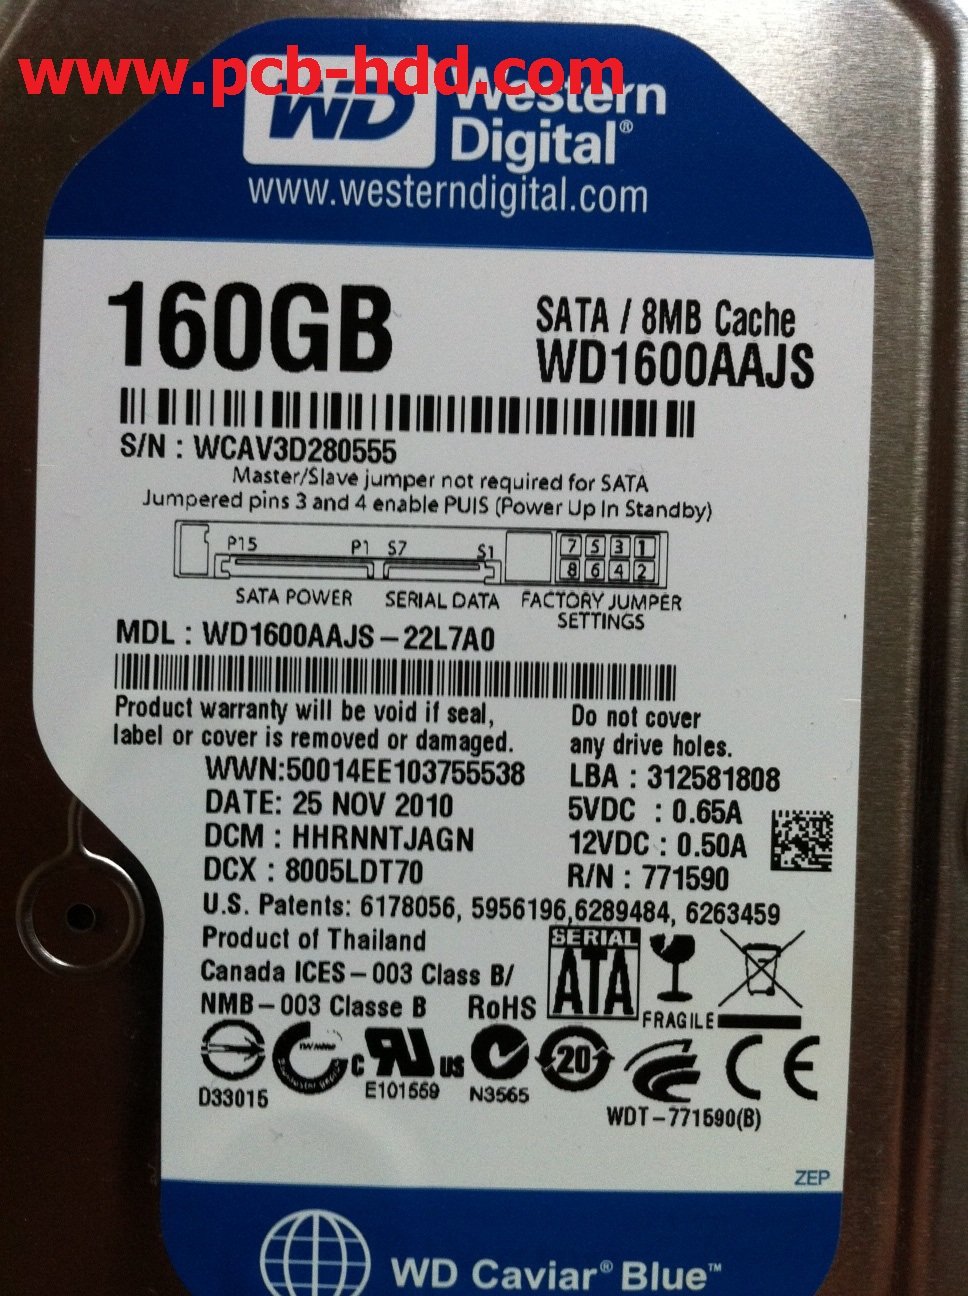 www.pcb-hdd.com
WD Western
Digital®
www.westerndigital.com
160GB
SATA / 8MB Cache
WD1600AAJS
S/N : WCAV3D280555
Master/Slave jumper not required for SATA
Jumpered pins 3 and 4 enable PUIS (Power Up In Standby)
P15 P1 S7 S1
7 5 3 1
8 6 4 2
SATA POWER SERIAL DATA FACTORY JUMPER
SETTINGS
MDL : WD1600AAJS-22L7A0
Product warranty will be void if seal,
label or cover is removed or damaged.
Do not cover
any drive holes.
WWN:50014EE103755538
DATE: 25 NOV 2010
DCM : HHRNNTJAGN
DCX : 8005LDT70
LBA : 312581808
5VDC : 0.65A
12VDC : 0.50A
R/N : 771590
U.S. Patents: 6178056, 5956196,6289484, 6263459
Product of Thailand
Canada ICES-003 Class B/
NMB-003 Classe B
RoHS
SERIAL
ATA
FRAGILE
D33015
c UR us
E101559
N3565
20
CE
WDT-771590(B)
ZEP
WD Caviar® Blue™